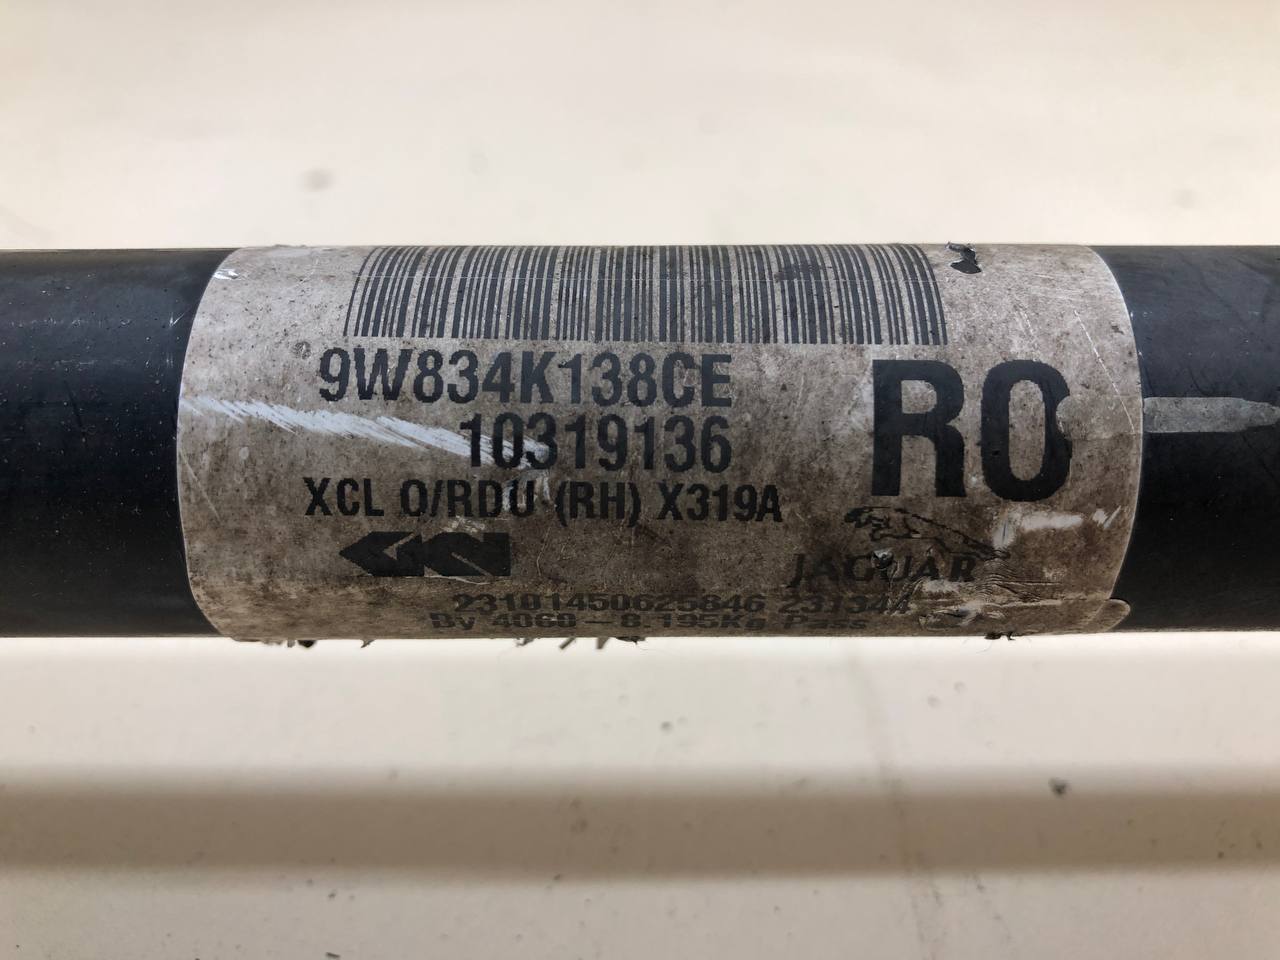 9W834K138CE
RO
10319136
XCL O/RDU (RH) X319A
GKN
JAGUAR
23101450625846 231344
By 4060-8.195Kg Pass